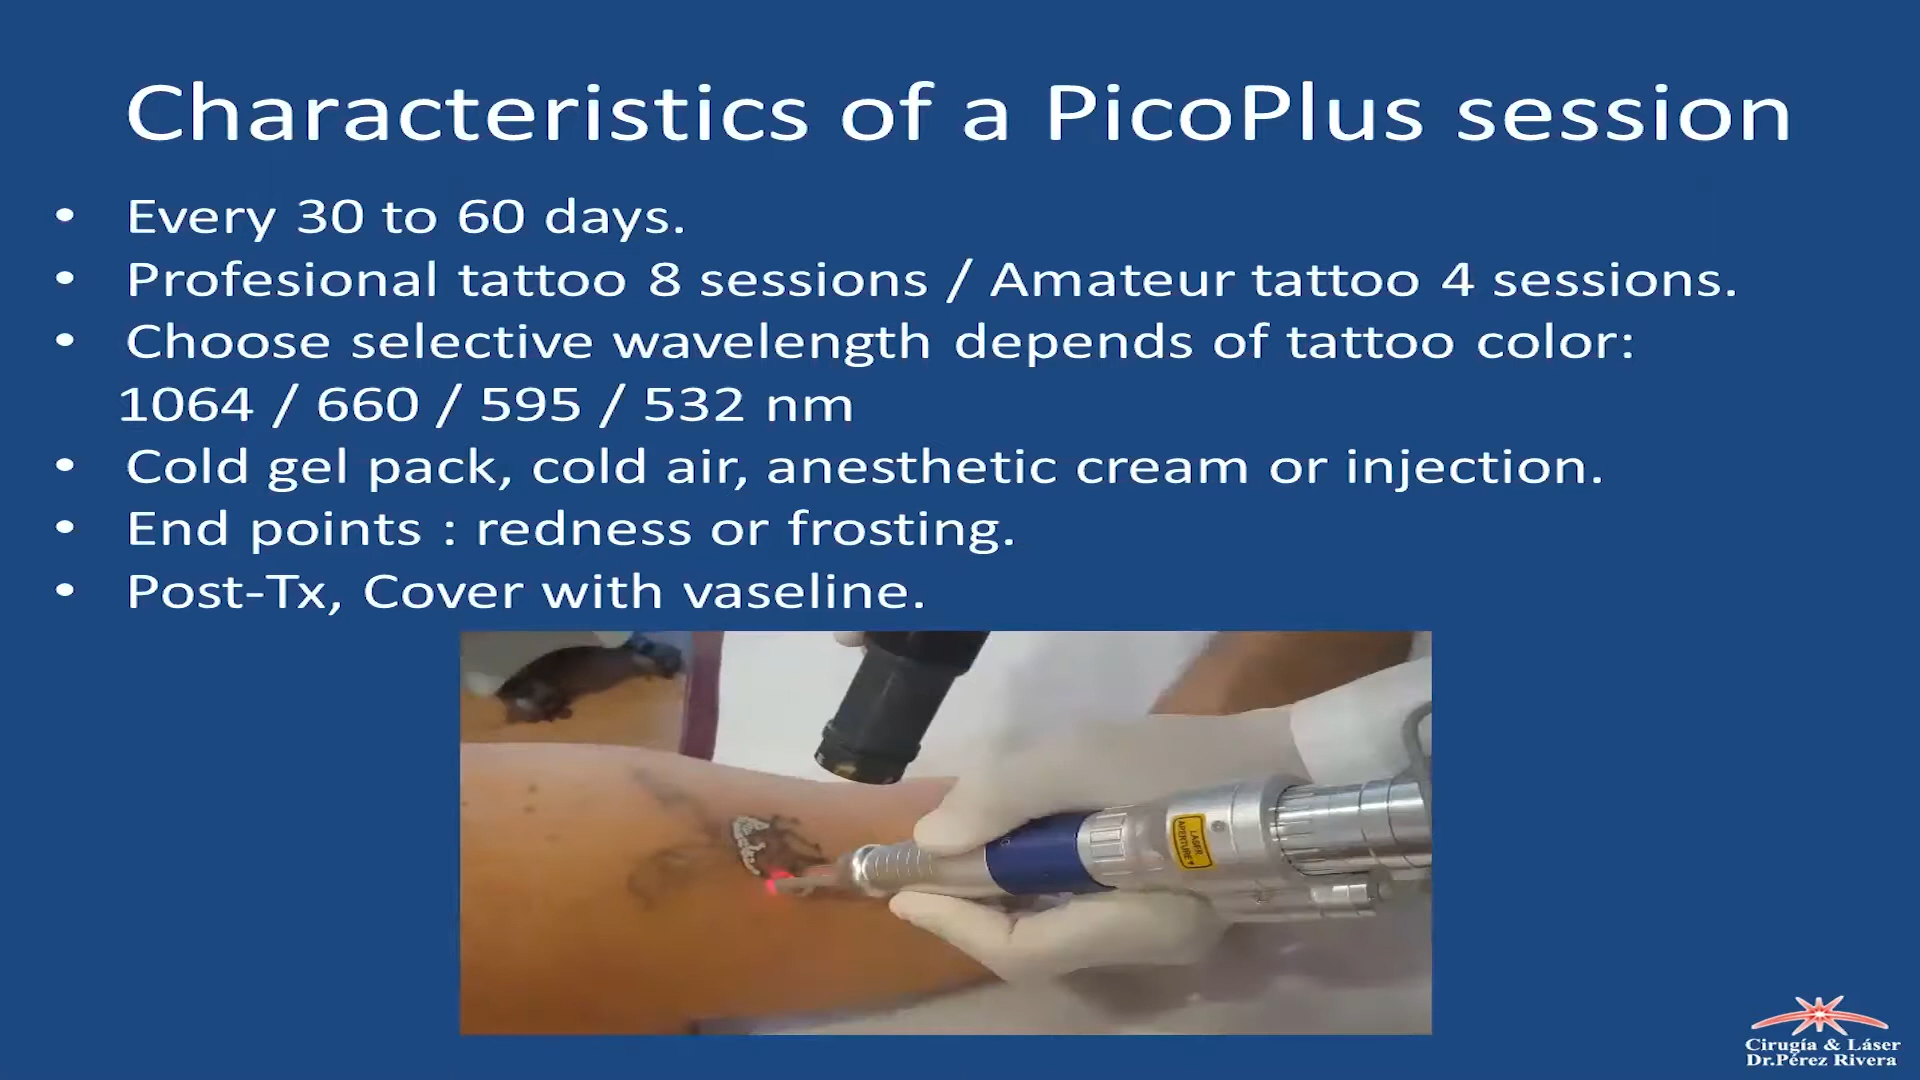 Characteristics of a PicoPlus session
• Every 30 to 60 days.
• Profesional tattoo 8 sessions / Amateur tattoo 4 sessions.
• Choose selective wavelength depends of tattoo color:
1064 / 660 / 595 / 532 nm
• Cold gel pack, cold air, anesthetic cream or injection.
• End points : redness or frosting.
• Post-Tx, Cover with vaseline.
LASER
APERTURE
Cirugía & Láser
Dr.Pérez Rivera